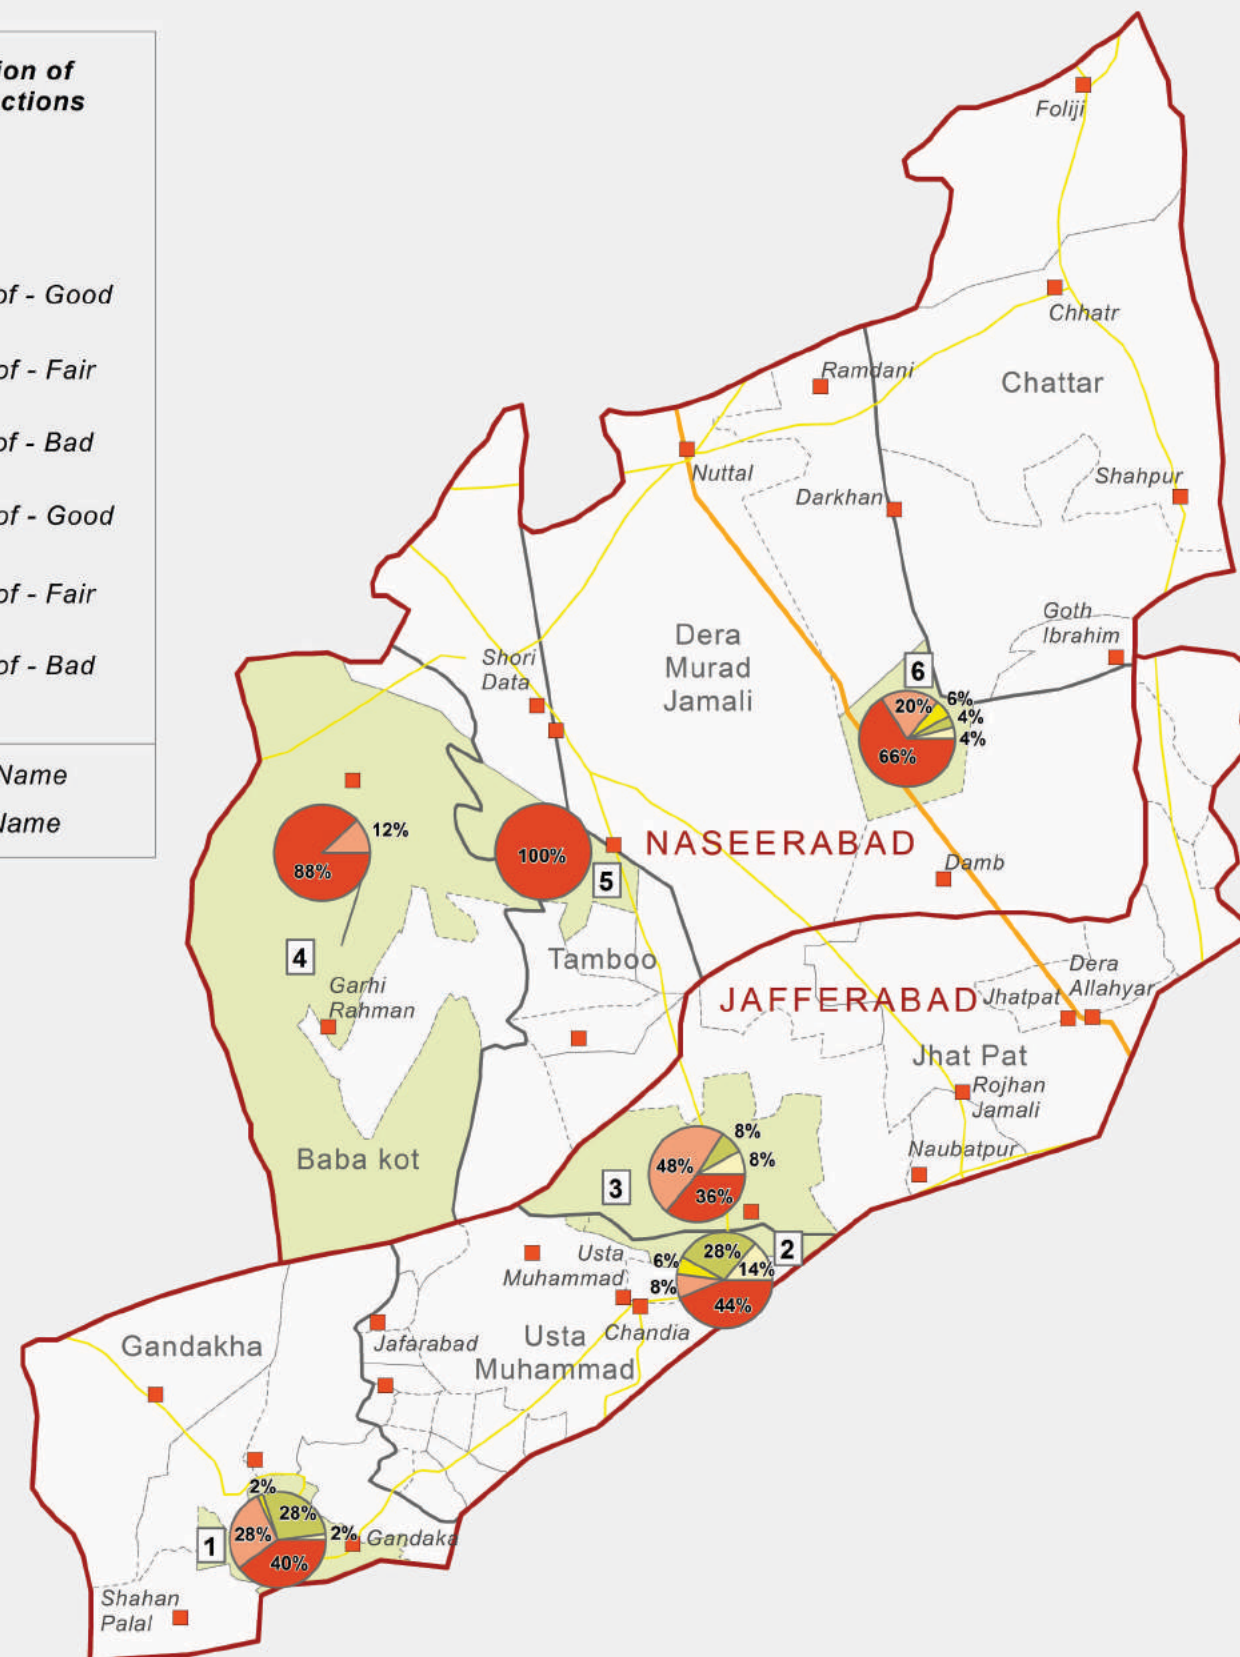 ion of
ctions
of - Good
of - Fair
of - Bad
of - Good
of - Fair
of - Bad
Name
Name
Foliji
Chhatr
Ramdani
Chattar
Nuttal
Shahpur
Darkhan
Goth
Ibrahim
Dera
Murad
Jamali
Shori
Data
6
20%
6%
4%
4%
66%
12%
88%
100%
5
NASEERABAD
Damb
4
Tamboo
Garhi
Rahman
Dera
Allahyar
JAFFERABAD
Jhatpat
Jhat Pat
Rojhan
Jamali
Naubatpur
Baba kot
8%
48%
8%
3
36%
2
28%
6%
14%
8%
44%
Usta
Muhammad
Chandia
Usta
Muhammad
Jafarabad
Gandakha
2%
28%
1
28%
2%
Gandaka
40%
Shahan
Palal